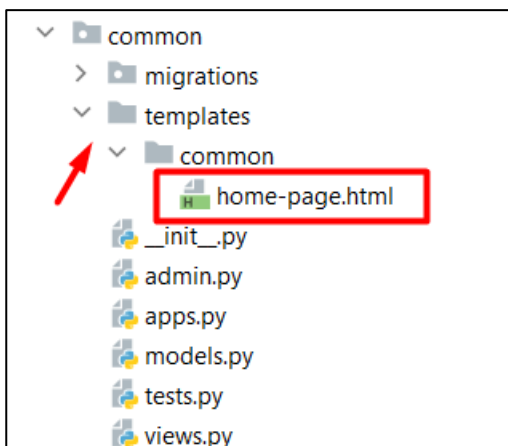 common
migrations
templates
common
H home-page.html
__init__.py
admin.py
apps.py
models.py
tests.py
views.py